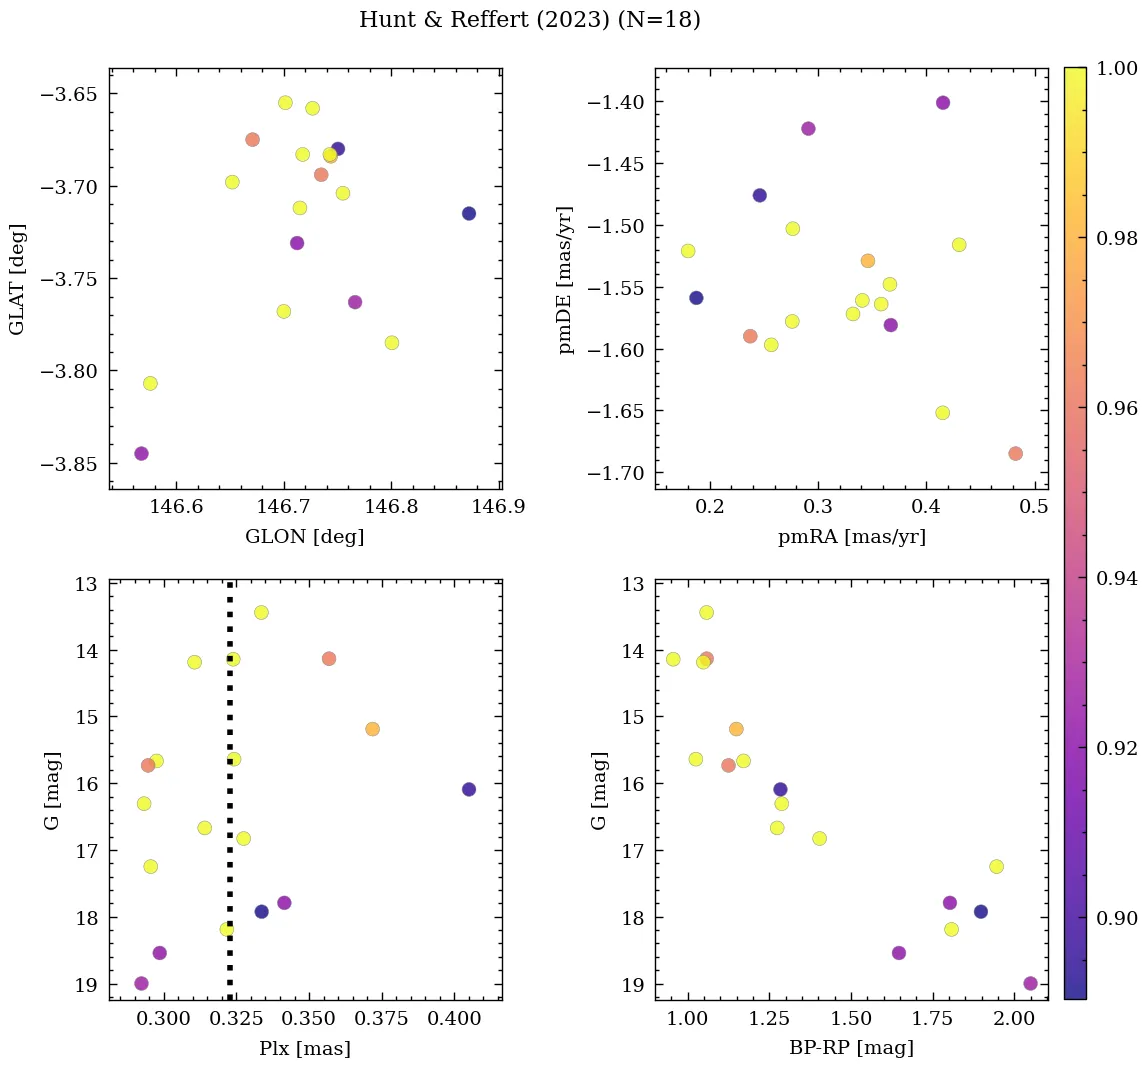 Hunt & Reffert (2023) (N=18)
−3.65
−3.70
−3.75
−3.80
−3.85
GLAT [deg]
146.6 146.7 146.8 146.9
GLON [deg]
−1.40
−1.45
−1.50
−1.55
−1.60
−1.65
−1.70
pmDE [mas/yr]
0.2 0.3 0.4 0.5
pmRA [mas/yr]
13
14
15
16
17
18
19
G [mag]
0.300 0.325 0.350 0.375 0.400
Plx [mas]
13
14
15
16
17
18
19
G [mag]
1.00 1.25 1.50 1.75 2.00
BP-RP [mag]
1.00
0.98
0.96
0.94
0.92
0.90